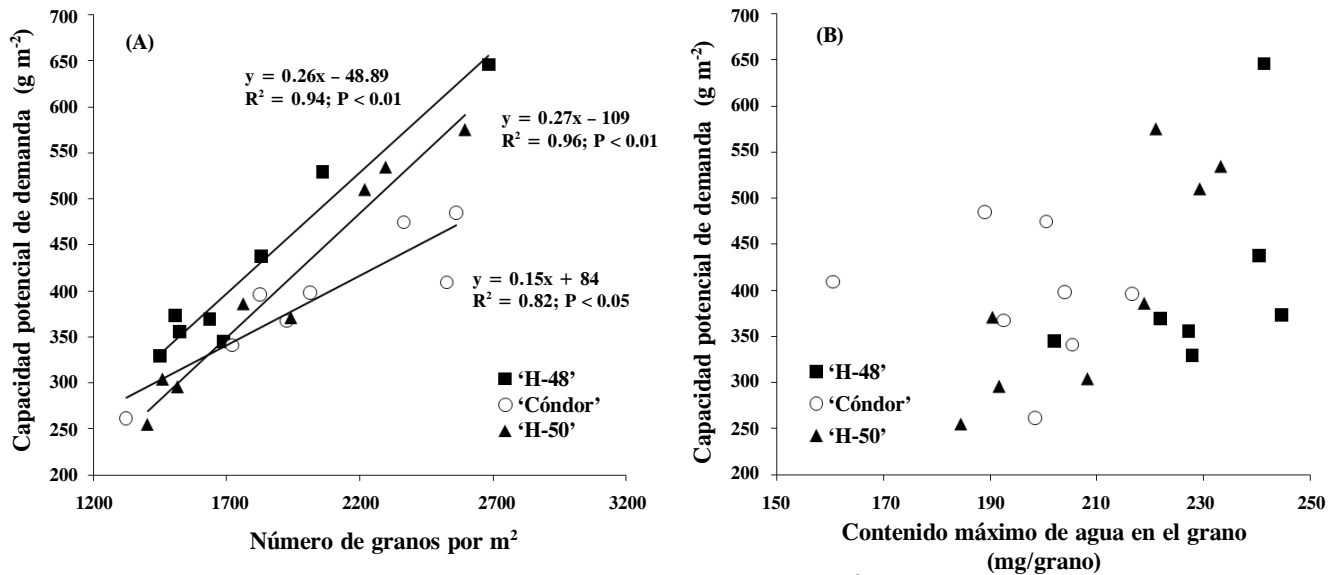 Capacidad potencial de demanda (g m⁻²)
700
650
600
550
500
450
400
350
300
250
200
(A)
y = 0.26x – 48.89
R² = 0.94; P < 0.01
y = 0.27x – 109
R² = 0.96; P < 0.01
y = 0.15x + 84
R² = 0.82; P < 0.05
‘H-48’
‘Cóndor’
‘H-50’
1200 1700 2200 2700 3200
Número de granos por m²
Capacidad potencial de demanda (g m⁻²)
700
650
600
550
500
450
400
350
300
250
200
(B)
‘H-48’
‘Cóndor’
‘H-50’
150 170 190 210 230 250
Contenido máximo de agua en el grano
(mg/grano)